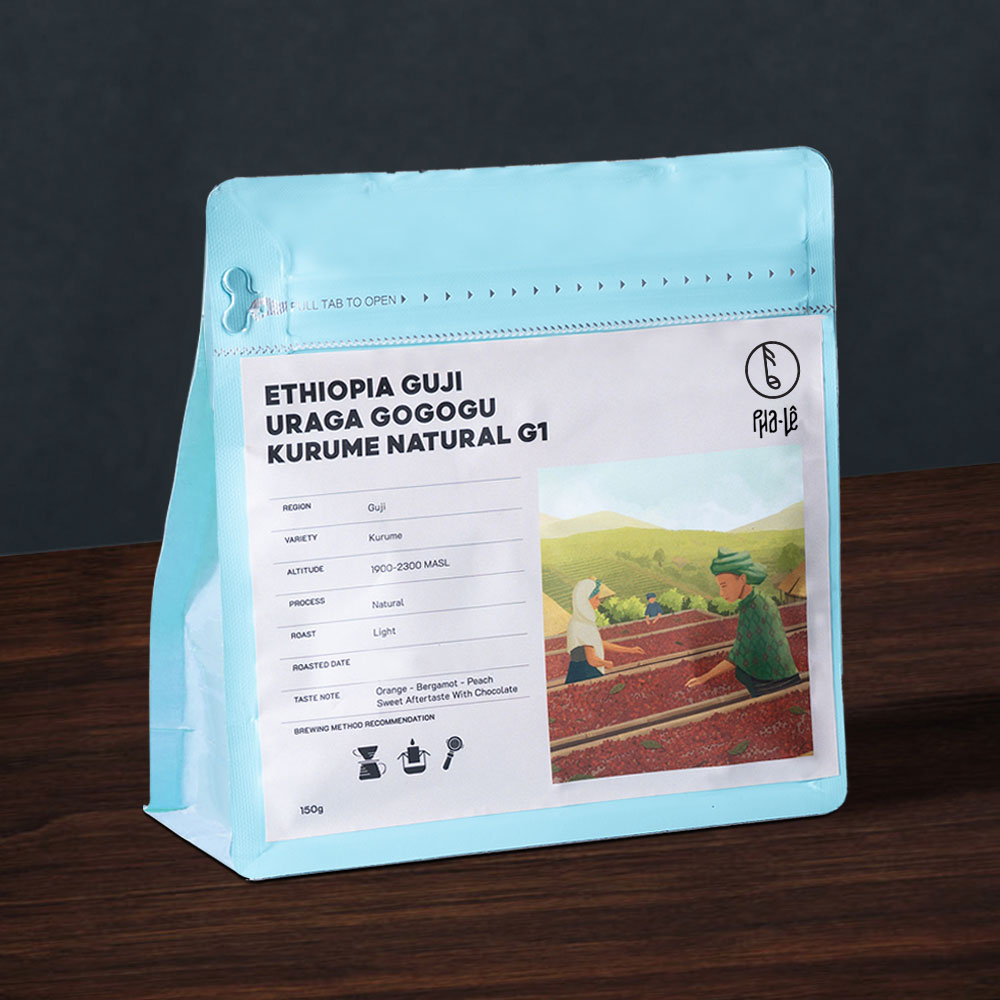 PULL TAB TO OPEN
ETHIOPIA GUJI
URAGA GOGOGU
KURUME NATURAL G1
PHa-Lê
REGION Guji
VARIETY Kurume
ALTITUDE 1900-2300 MASL
PROCESS Natural
ROAST Light
ROASTED DATE
TASTE NOTE Orange - Bergamot - Peach
Sweet Aftertaste With Chocolate
BREWING METHOD RECOMMENDATION
150g